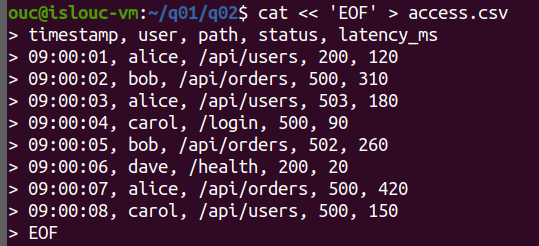 ouc@islouc-vm:~/q01/q02$ cat << 'EOF' > access.csv
> timestamp, user, path, status, latency_ms
> 09:00:01, alice, /api/users, 200, 120
> 09:00:02, bob, /api/orders, 500, 310
> 09:00:03, alice, /api/users, 503, 180
> 09:00:04, carol, /login, 500, 90
> 09:00:05, bob, /api/orders, 502, 260
> 09:00:06, dave, /health, 200, 20
> 09:00:07, alice, /api/orders, 500, 420
> 09:00:08, carol, /api/users, 500, 150
> EOF